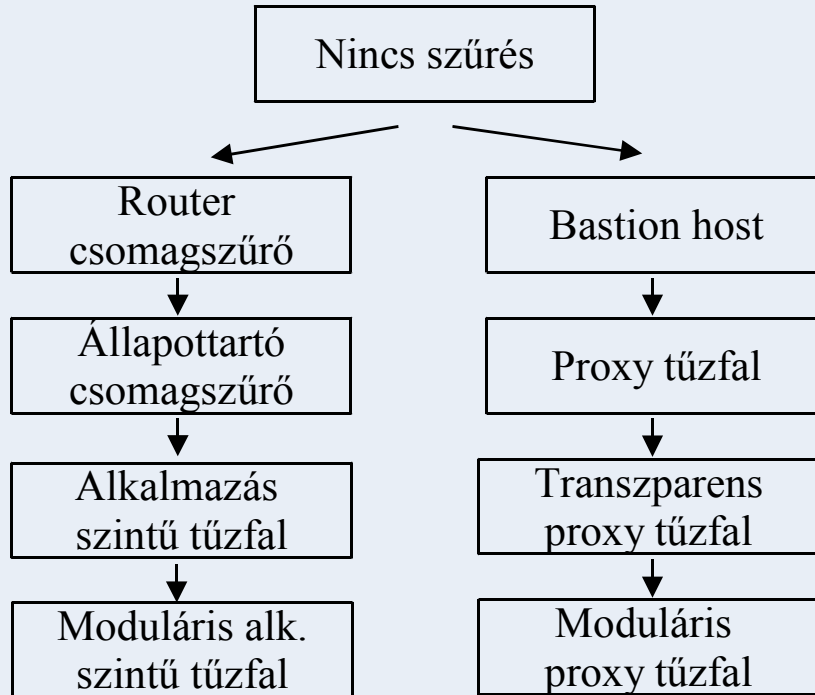 Nincs szűrés
Router
csomagszűrő
Bastion host
Állapottartó
csomagszűrő
Proxy tűzfal
Alkalmazás
szintű tűzfal
Transzparens
proxy tűzfal
Moduláris alk.
szintű tűzfal
Moduláris
proxy tűzfal